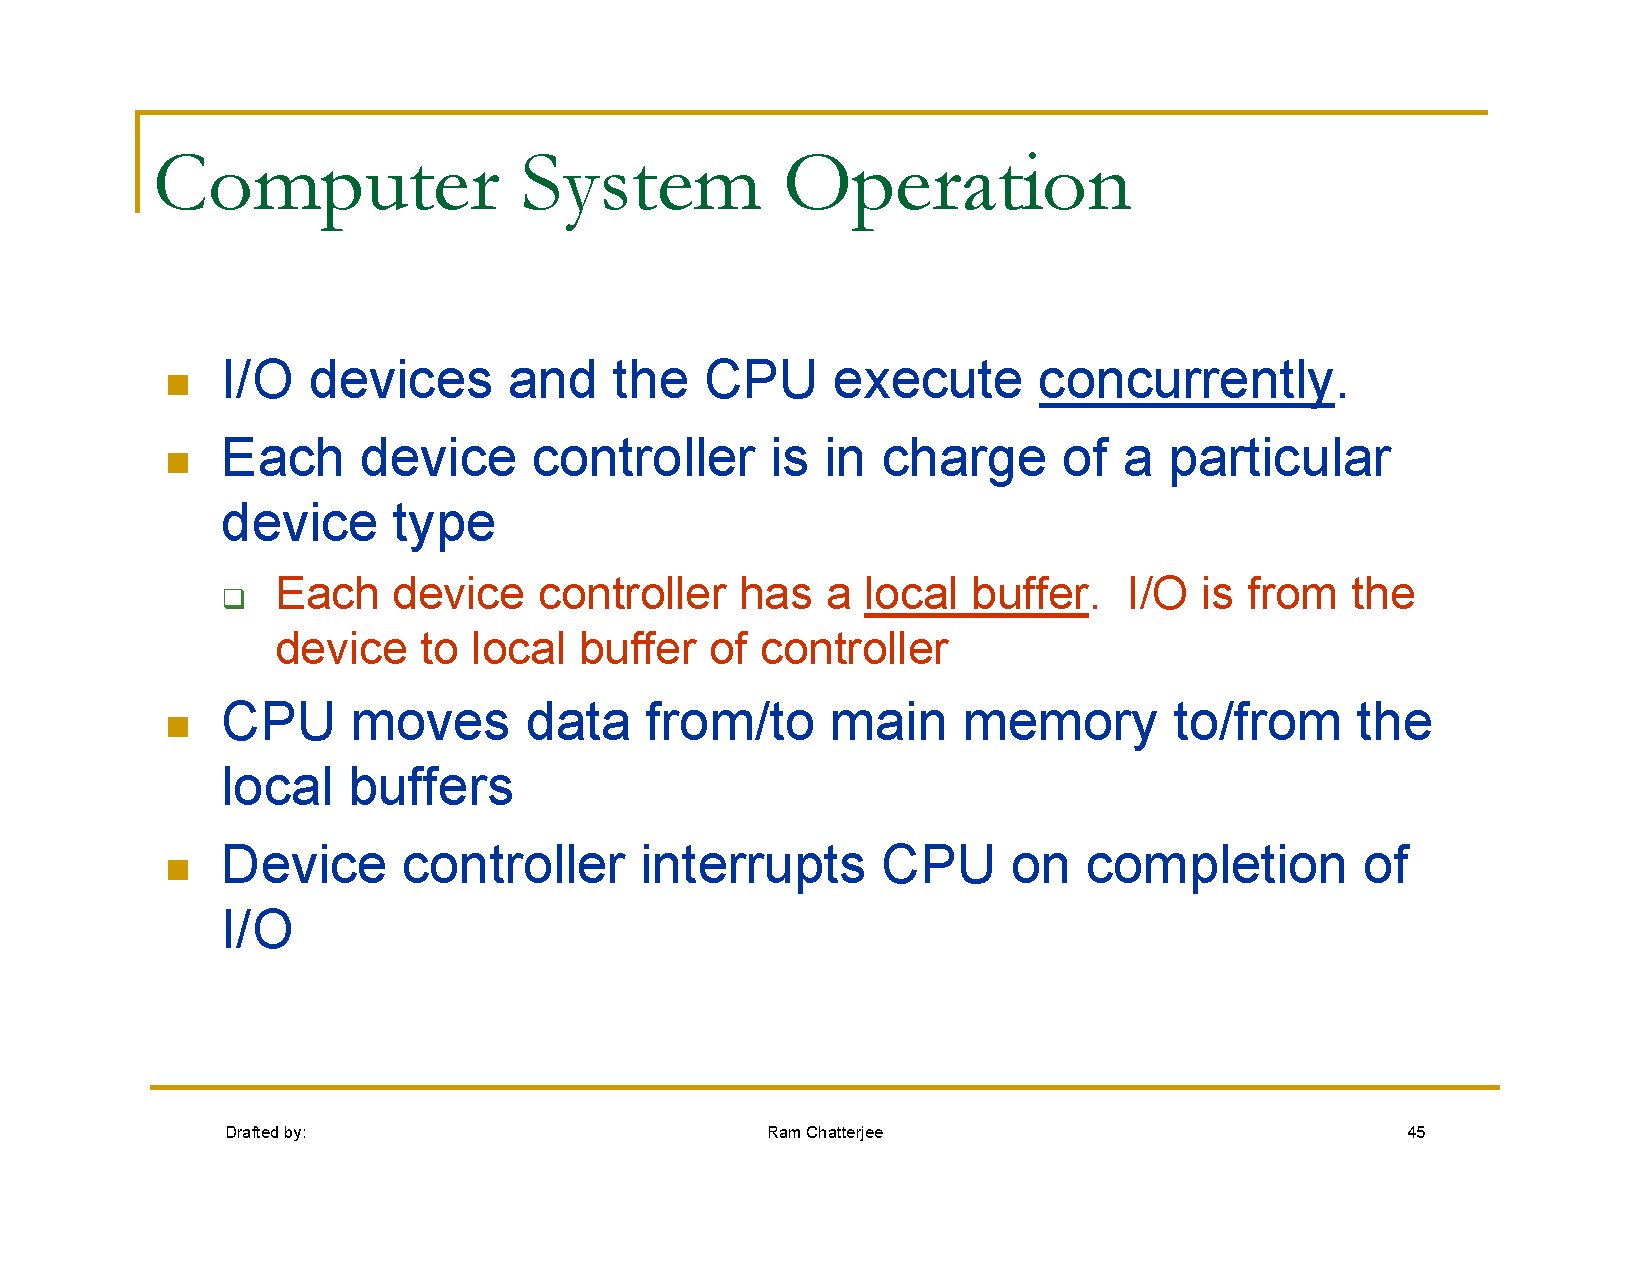 Computer System Operation
I/O devices and the CPU execute concurrently.
Each device controller is in charge of a particular
device type
Each device controller has a local buffer. I/O is from the
device to local buffer of controller
CPU moves data from/to main memory to/from the
local buffers
Device controller interrupts CPU on completion of
I/O
Drafted by: Ram Chatterjee 45